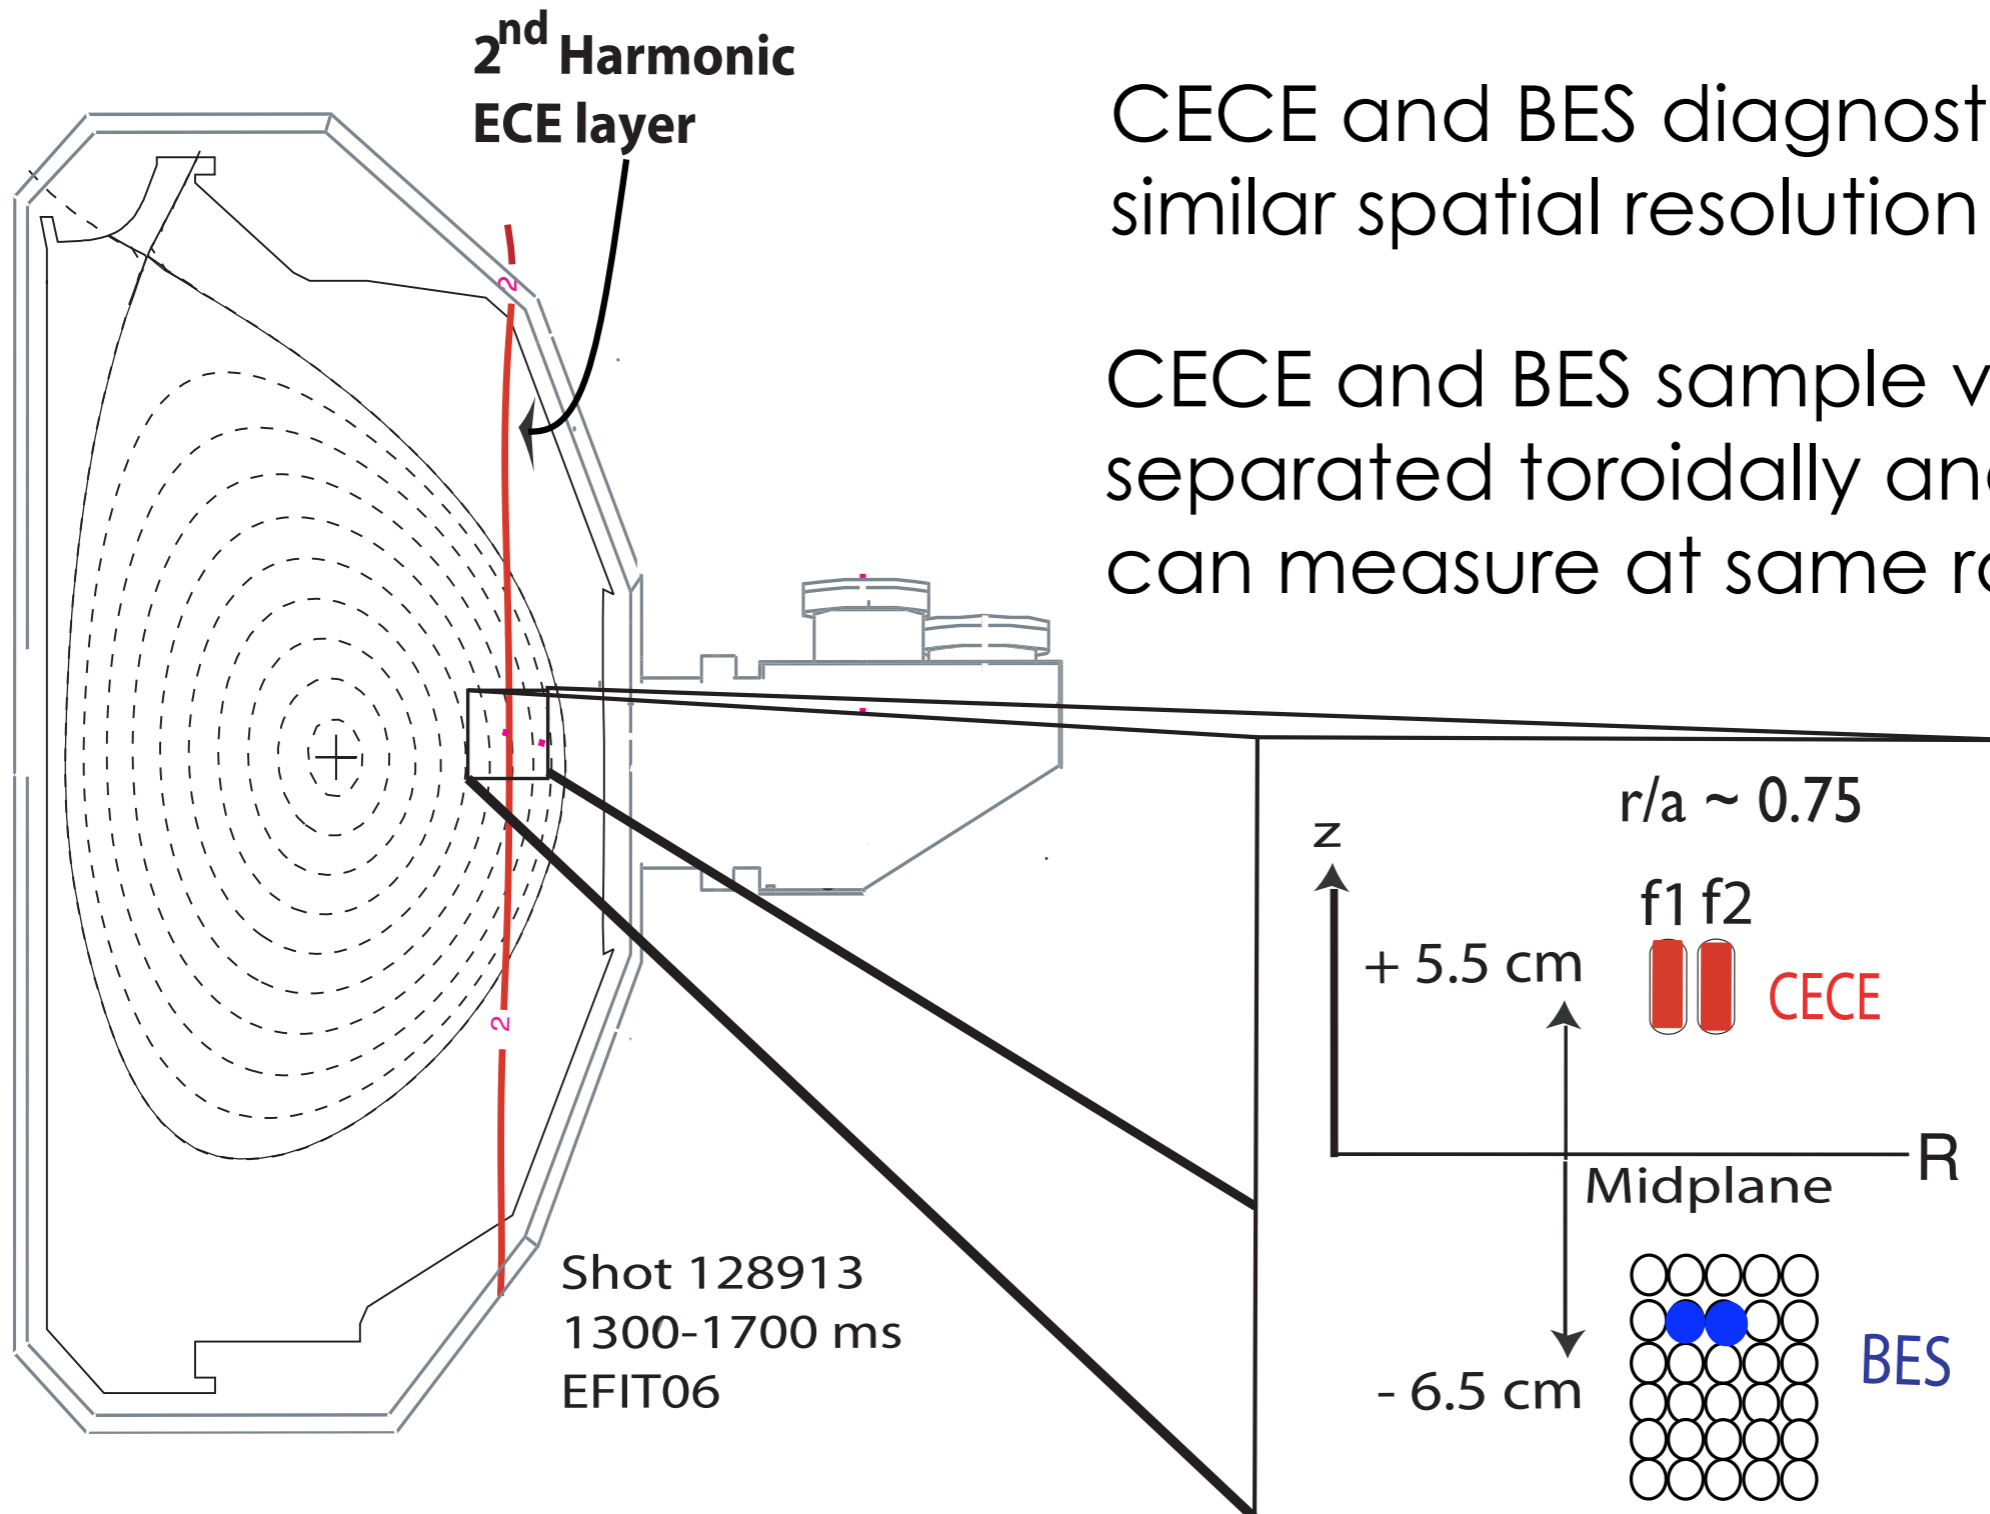 2nd Harmonic
ECE layer
CECE and BES diagnost
similar spatial resolution
CECE and BES sample v
separated toroidally an
can measure at same r
2
2
r/a ~ 0.75
z
f1 f2
+ 5.5 cm
CECE
R
Midplane
- 6.5 cm
BES
Shot 128913
1300-1700 ms
EFIT06